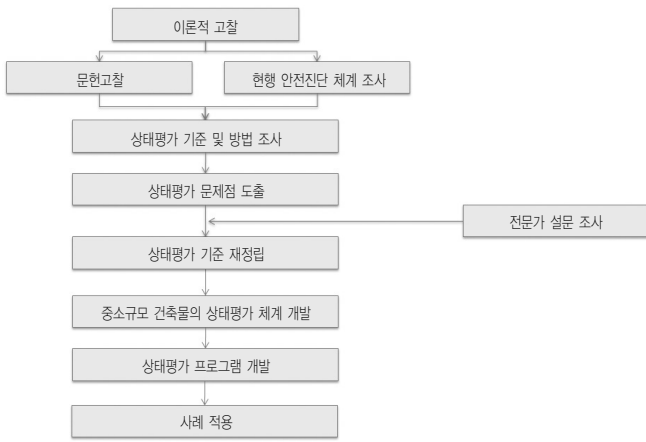 이론적 고찰
문헌고찰
현행 안전진단 체계 조사
상태평가 기준 및 방법 조사
상태평가 문제점 도출
전문가 설문 조사
상태평가 기준 재정립
중소규모 건축물의 상태평가 체계 개발
상태평가 프로그램 개발
사례 적용